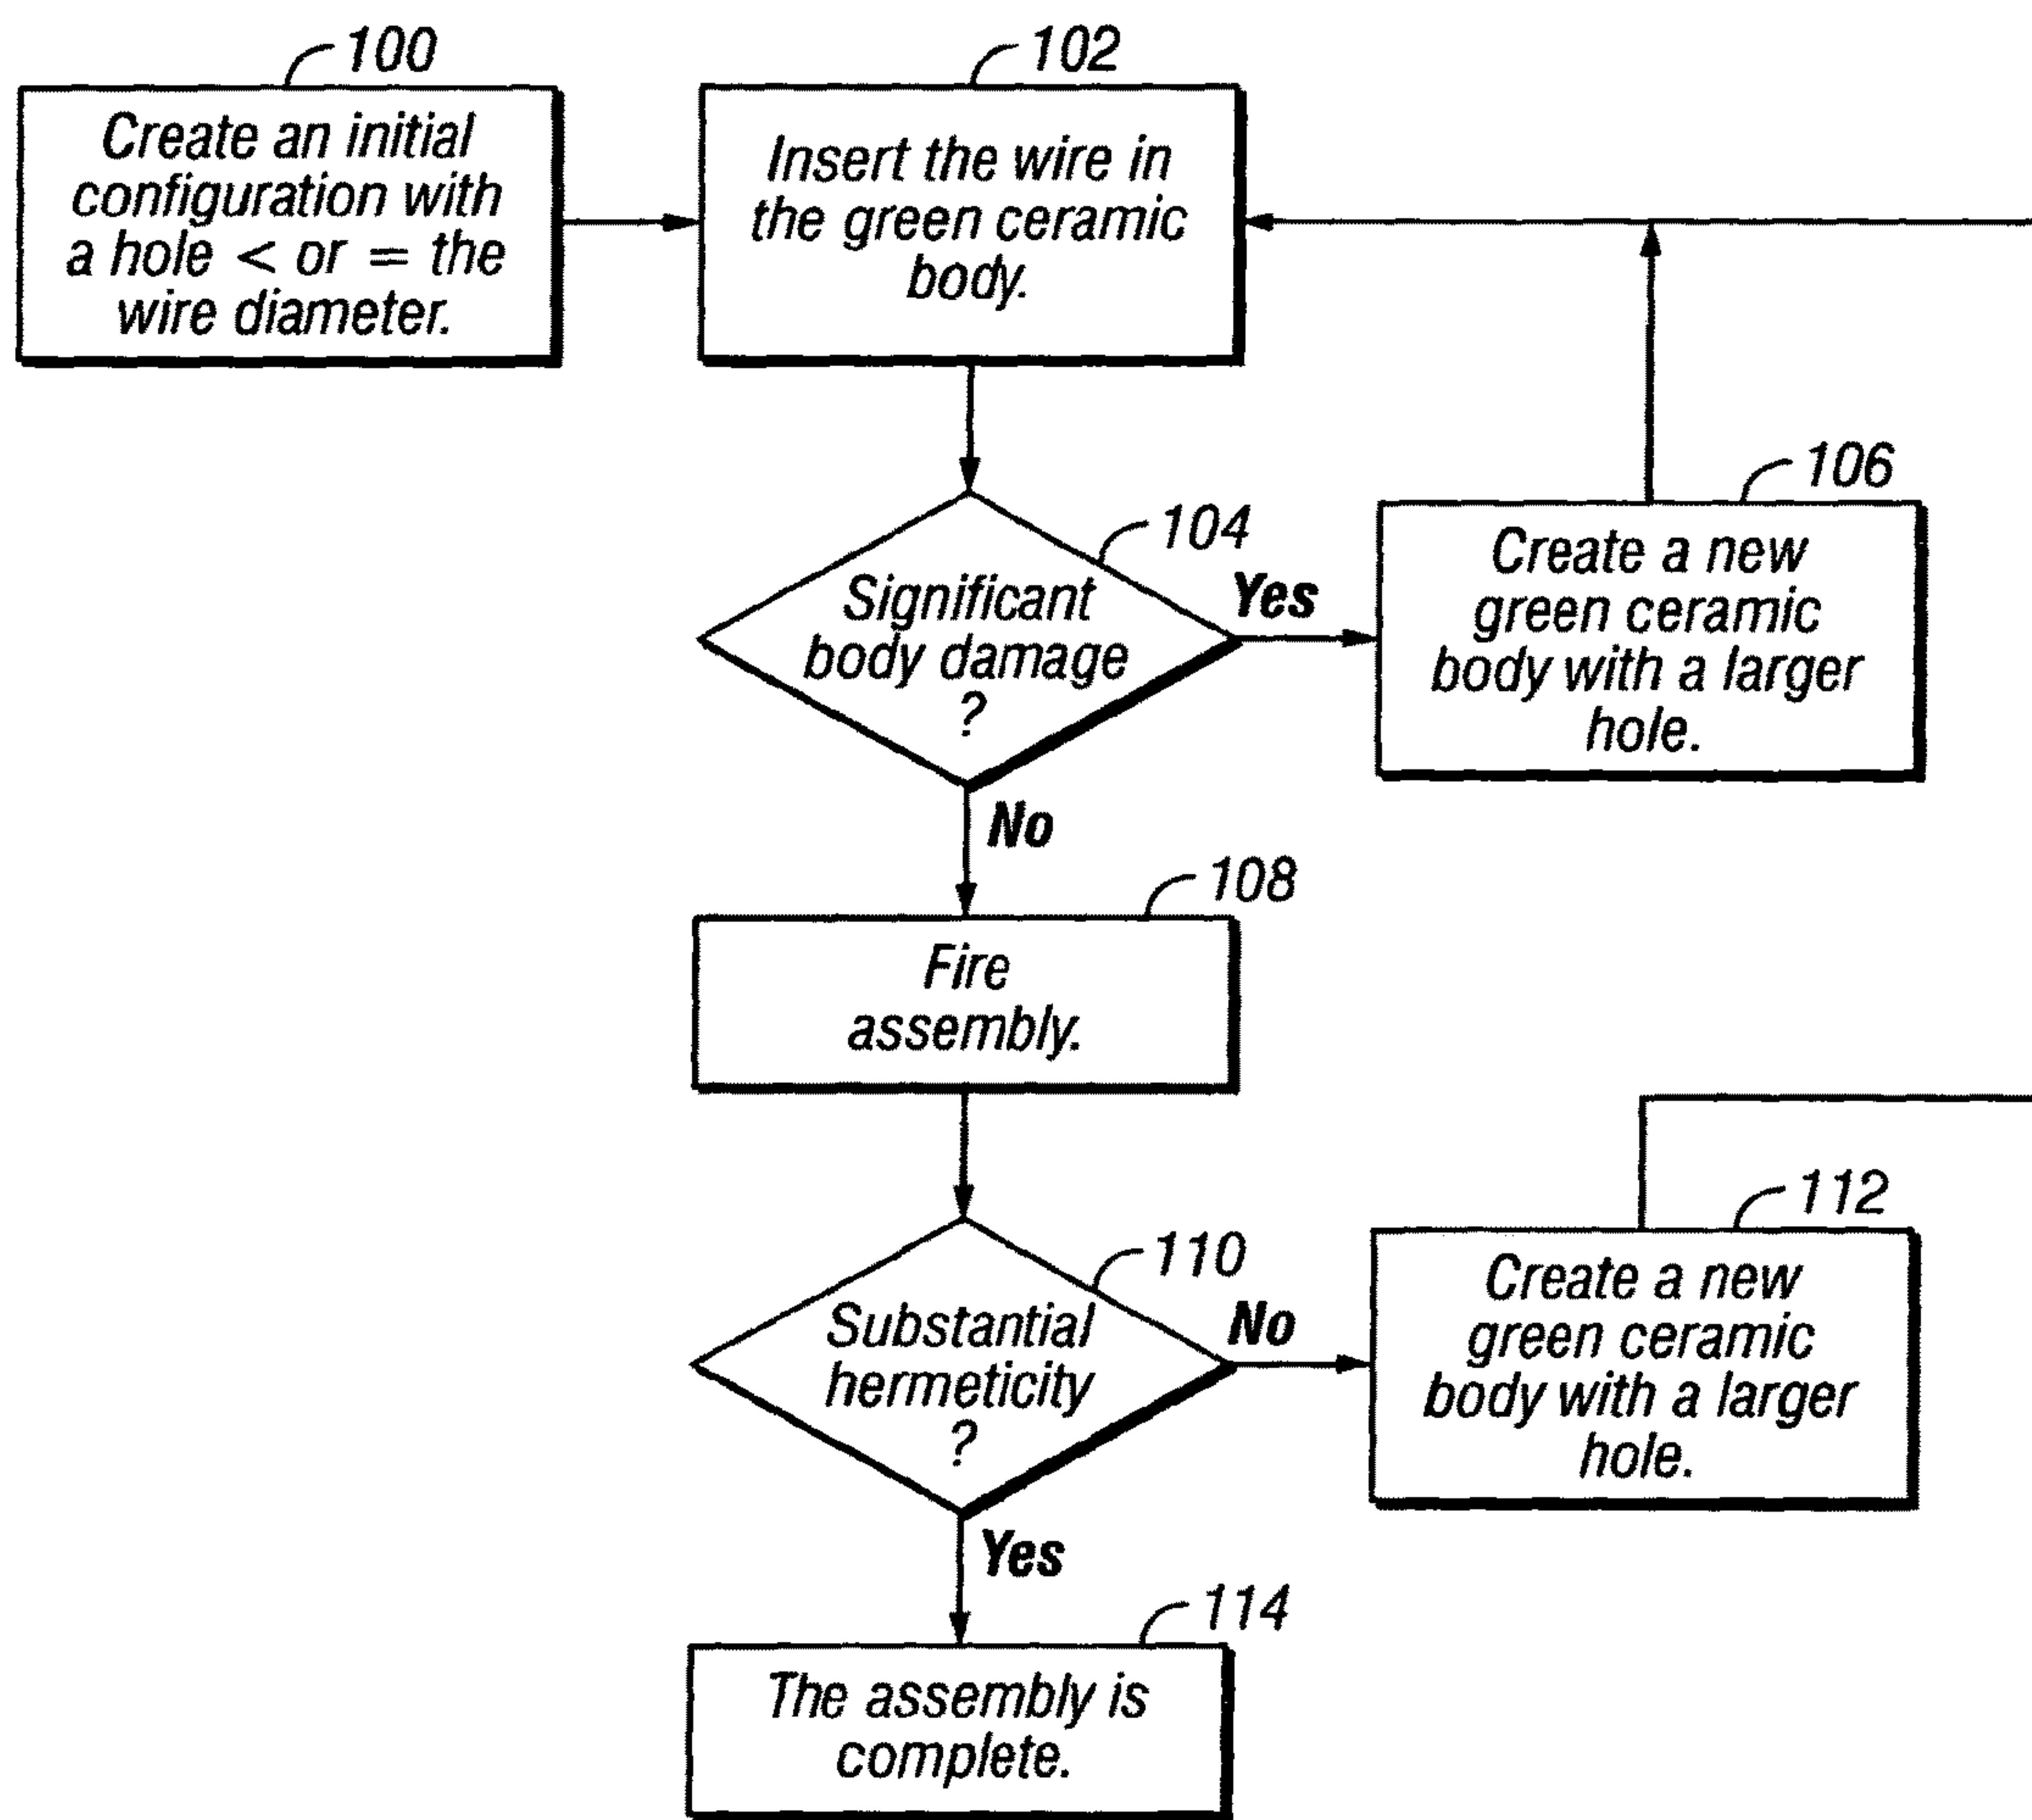 100
Create an initial
configuration with
a hole < or = the
wire diameter.
102
Insert the wire in
the green ceramic
body.
104
Significant
body damage
?
Yes
106
Create a new
green ceramic
body with a larger
hole.
No
108
Fire
assembly.
110
Substantial
hermeticity
?
No
112
Create a new
green ceramic
body with a larger
hole.
Yes
114
The assembly is
complete.